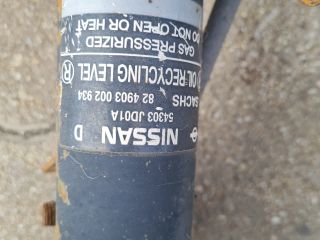 NISSAN D
54303 JD01A
SACHS 82 4903 002 934
OIL RECYCLING LEVEL R
GAS PRESSURIZED
DO NOT OPEN OR HEAT